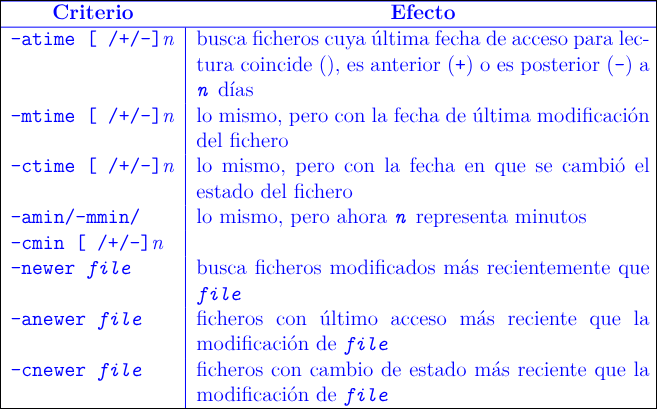 Criterio Efecto
-atime [ /+/-]n busca ficheros cuya última fecha de acceso para lec-
tura coincide (), es anterior (+) o es posterior (-) a
n días
-mtime [ /+/-]n lo mismo, pero con la fecha de última modificación
del fichero
-ctime [ /+/-]n lo mismo, pero con la fecha en que se cambió el
estado del fichero
-amin/-mmin/ lo mismo, pero ahora n representa minutos
-cmin [ /+/-]n
-newer file busca ficheros modificados más recientemente que
file
-anewer file ficheros con último acceso más reciente que la
modificación de file
-cnewer file ficheros con cambio de estado más reciente que la
modificación de file